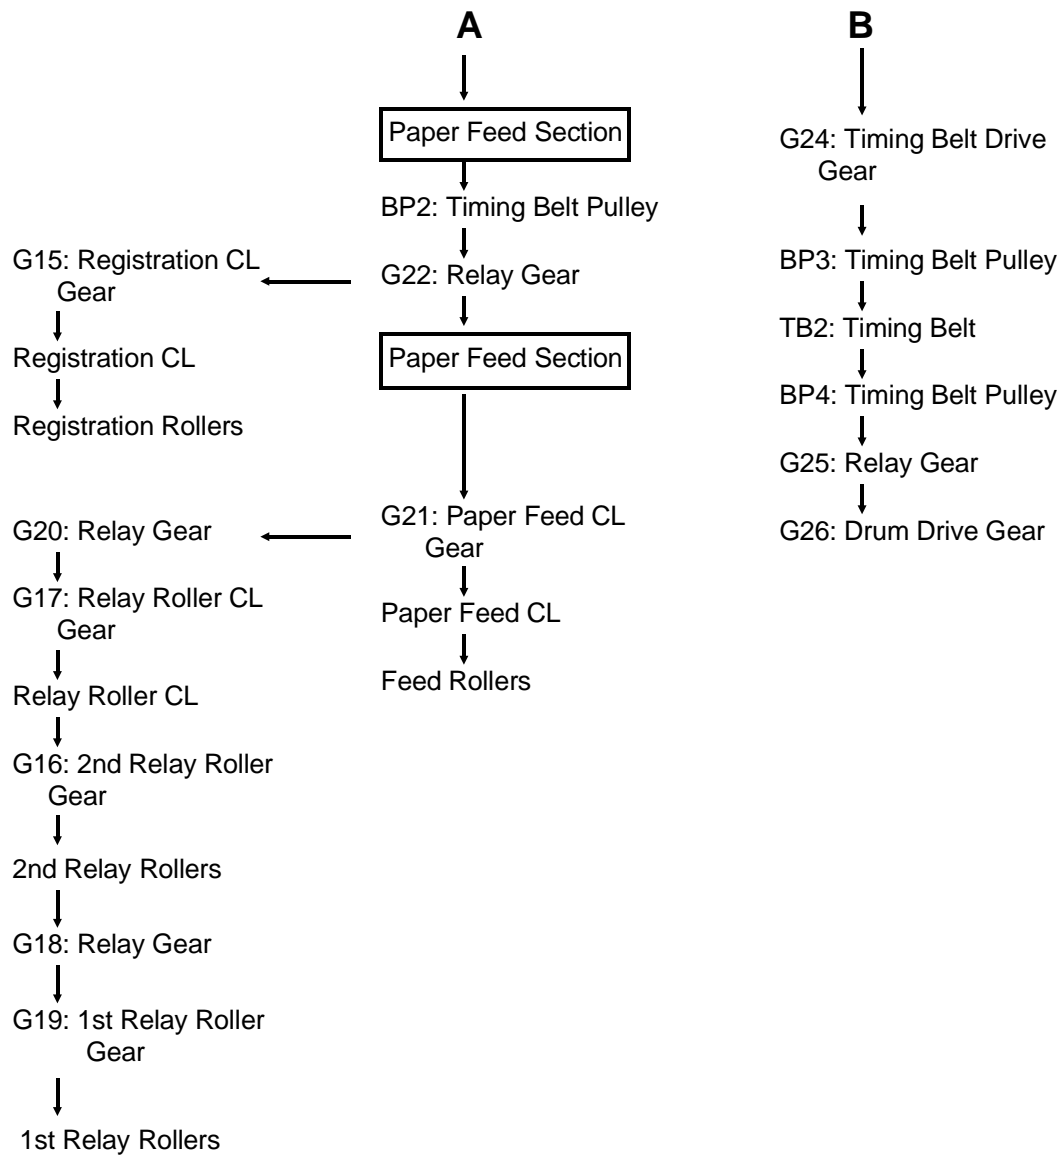 A
Paper Feed Section
BP2: Timing Belt Pulley
G22: Relay Gear
Paper Feed Section
G21: Paper Feed CL
Gear
Paper Feed CL
Feed Rollers
G15: Registration CL
Gear
Registration CL
Registration Rollers
G20: Relay Gear
G17: Relay Roller CL
Gear
Relay Roller CL
G16: 2nd Relay Roller
Gear
2nd Relay Rollers
G18: Relay Gear
G19: 1st Relay Roller
Gear
1st Relay Rollers
B
G24: Timing Belt Drive
Gear
BP3: Timing Belt Pulley
TB2: Timing Belt
BP4: Timing Belt Pulley
G25: Relay Gear
G26: Drum Drive Gear